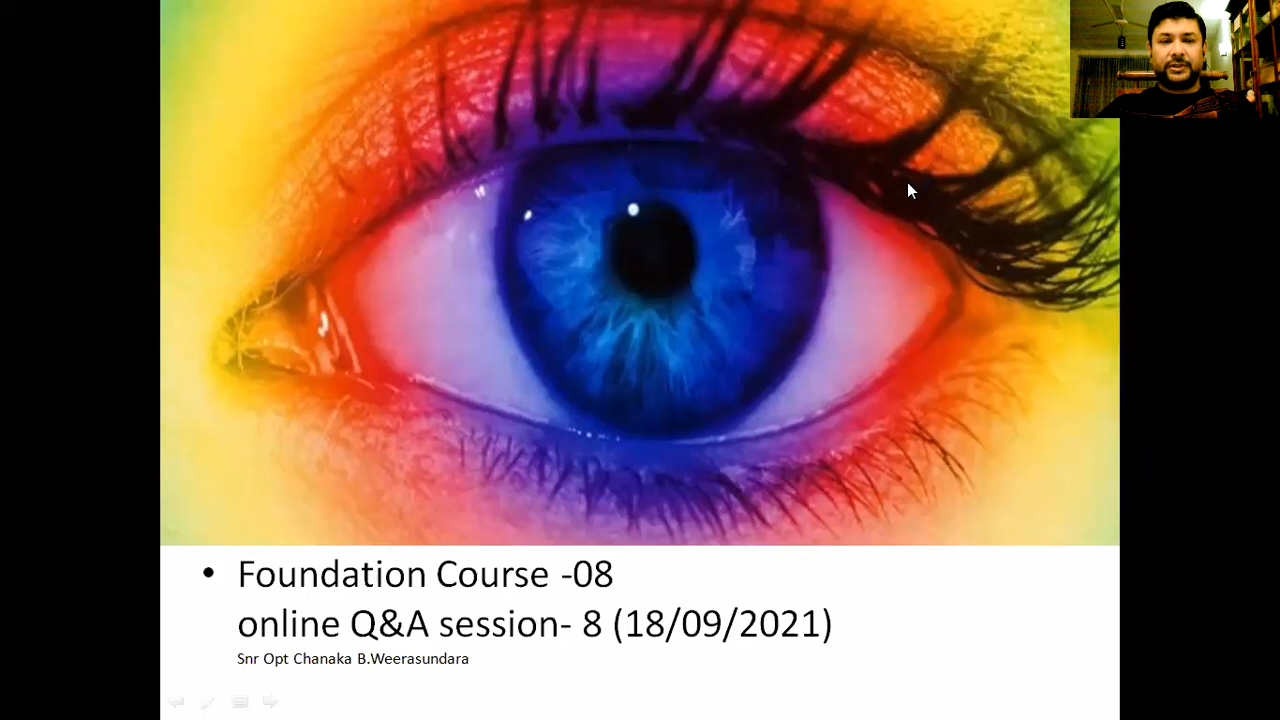 • Foundation Course -08
online Q&A session- 8 (18/09/2021)
Snr Opt Chanaka B.Weerasundara